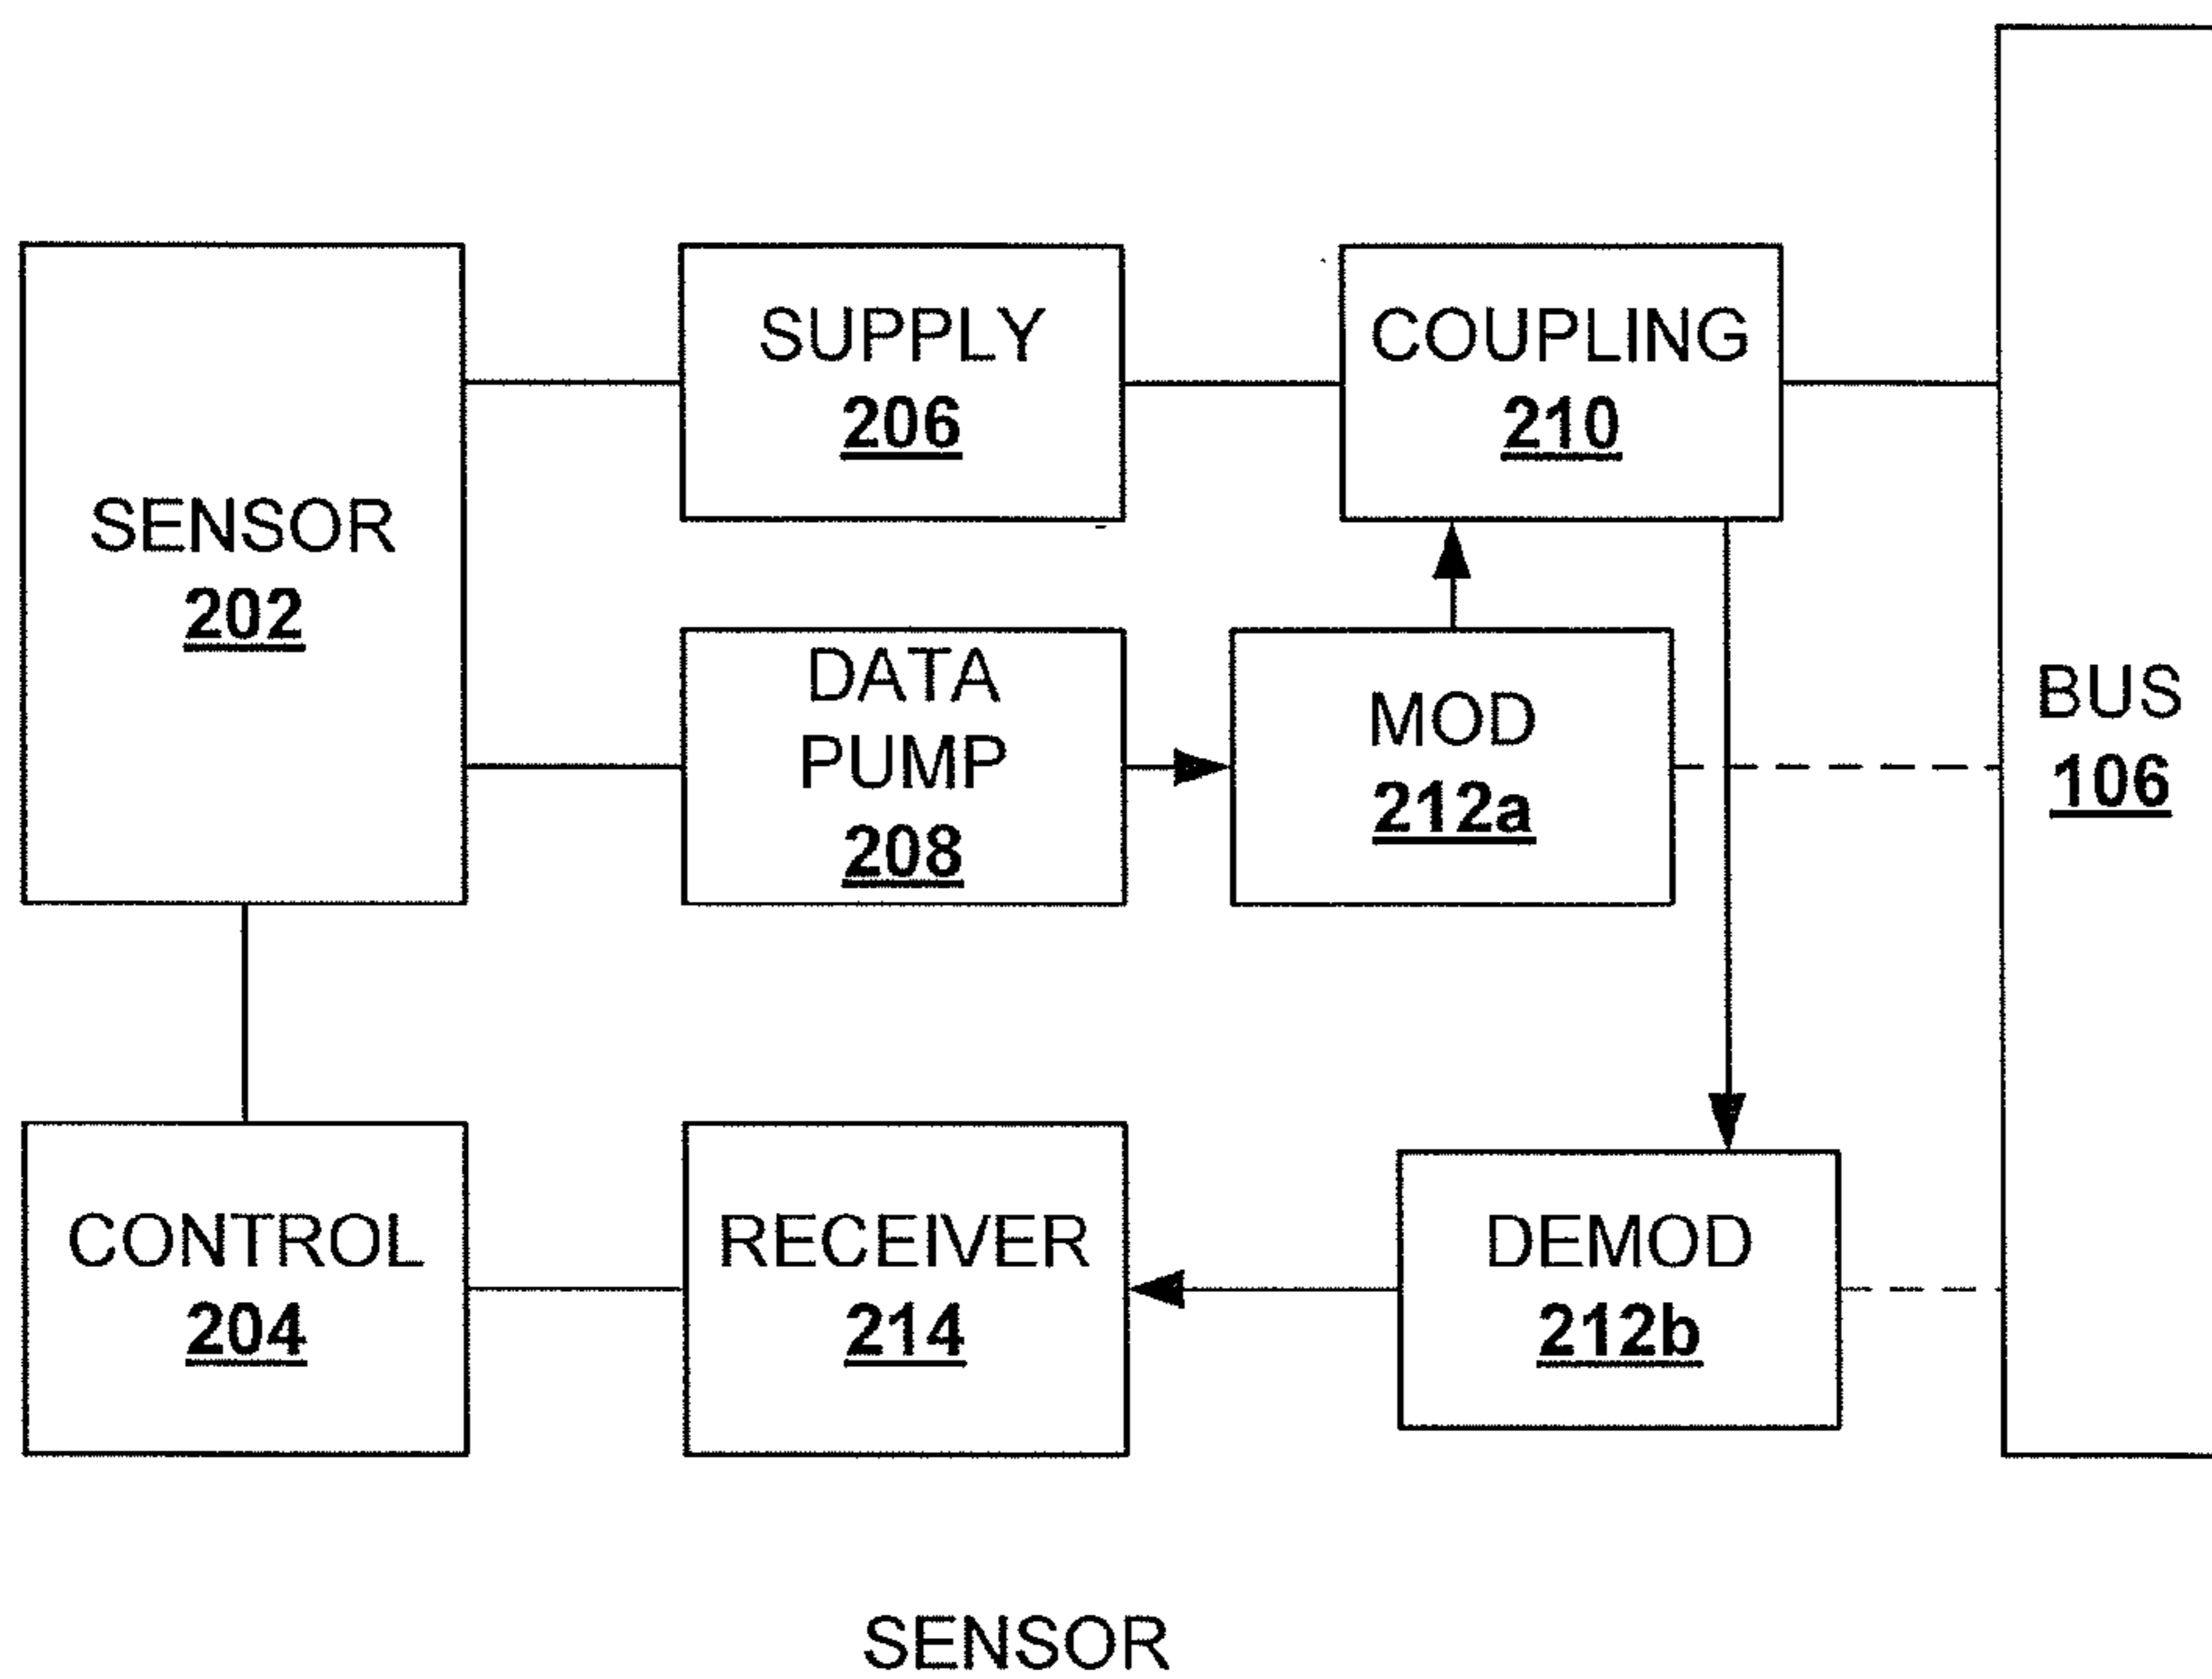 SUPPLY
206
COUPLING
210
SENSOR
202
DATA
PUMP
208
MOD
212a
BUS
106
CONTROL
204
RECEIVER
214
DEMOD
212b
SENSOR